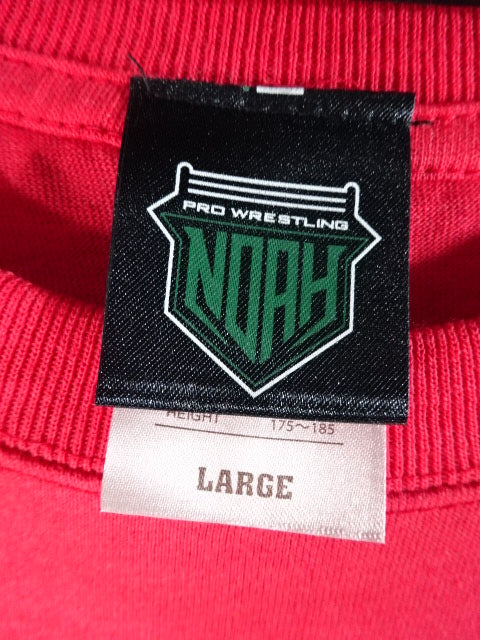 PRO WRESTLING
NOAH
HEIGHT 175～185
LARGE